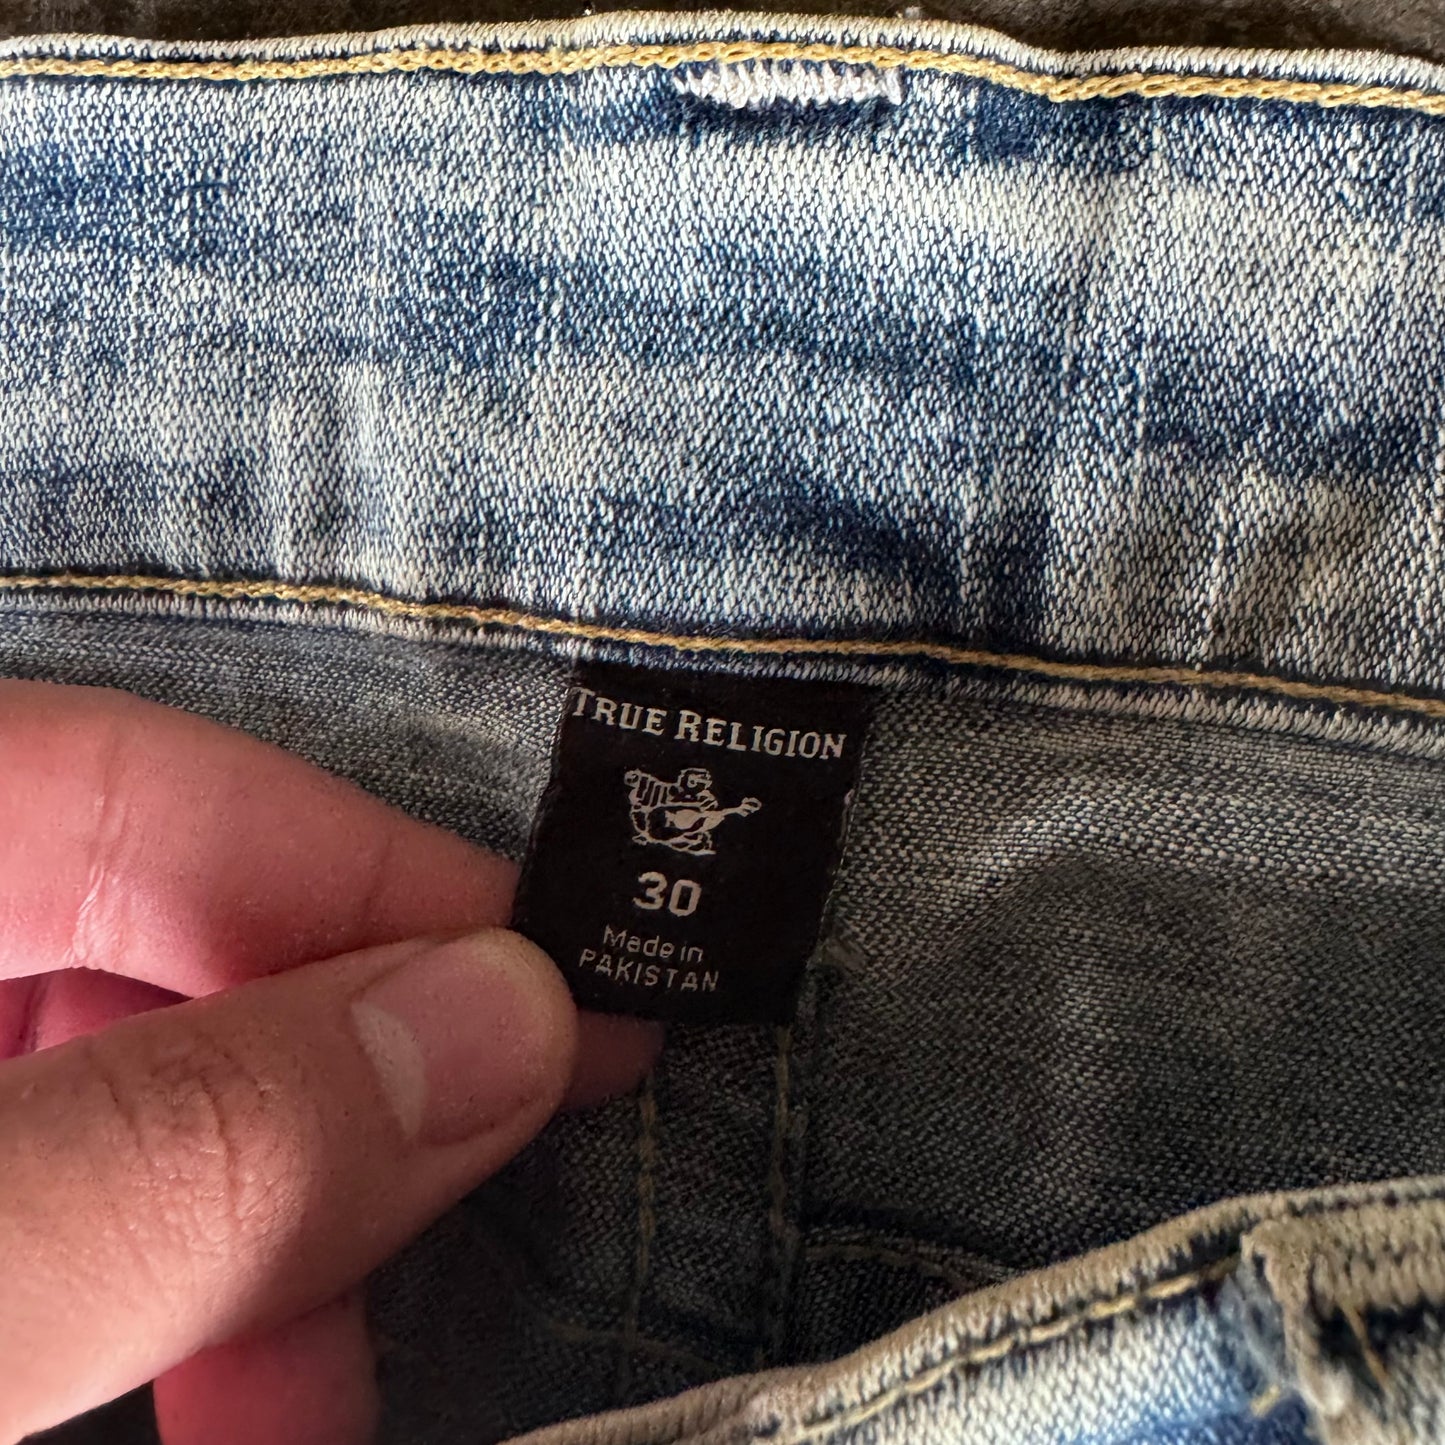 TRUE RELIGION
30
Made in
PAKISTAN